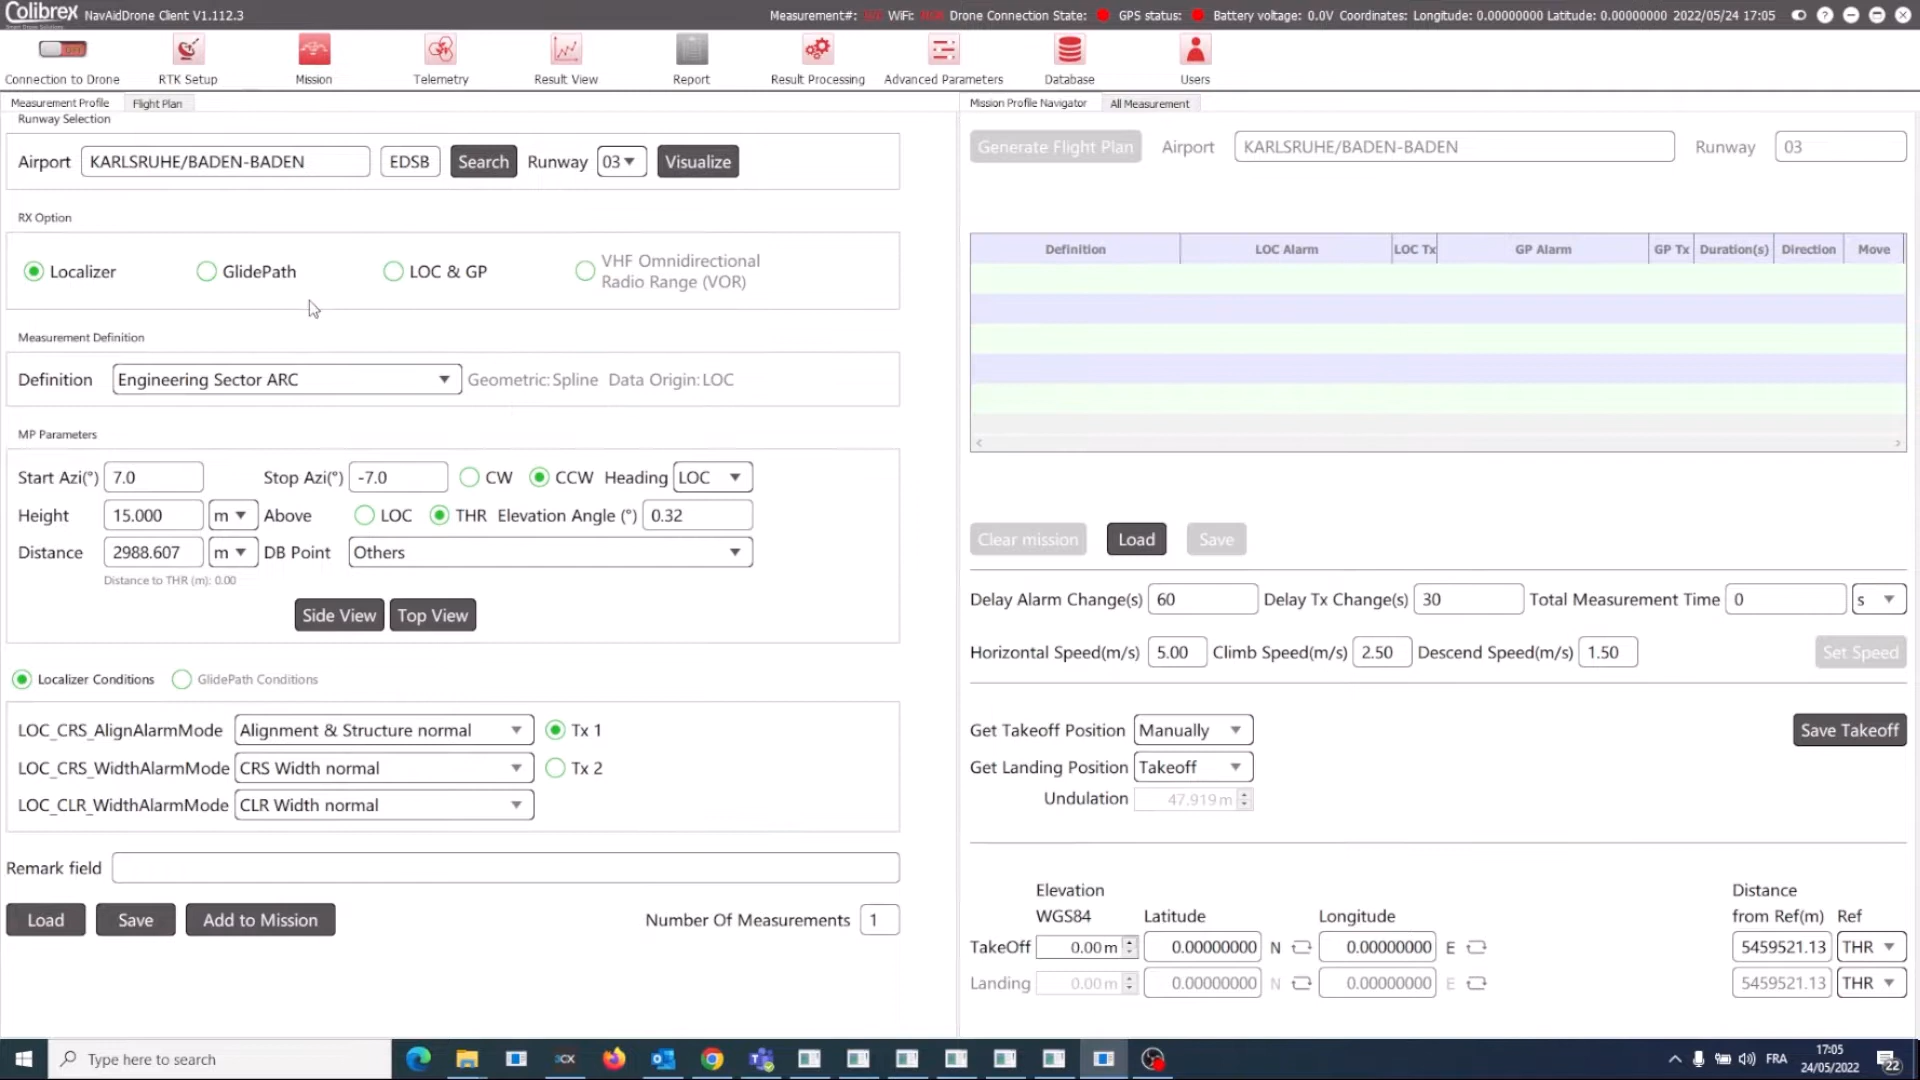 Colibrex NavAidDrone Client V1.112.3
Measurement#: WiFi: Drone Connection State: GPS status: Battery voltage: 0.0V Coordinates: Longitude: 0.00000000 Latitude: 0.00000000 2022/05/24 17:05
OFF
Connection to Drone RTK Setup Mission Telemetry Result View Report Result Processing Advanced Parameters Database Users
Measurement Profile Flight Plan
Runway Selection
Airport KARLSRUHE/BADEN-BADEN EDSB Search Runway 03 Visualize
RX Option
Localizer GlidePath LOC & GP VHF Omnidirectional
Radio Range (VOR)
Measurement Definition
Definition Engineering Sector ARC Geometric: Spline Data Origin: LOC
MP Parameters
Start Azi(°) 7.0 Stop Azi(°) -7.0 CW CCW Heading LOC
Height 15.000 m Above LOC THR Elevation Angle (°) 0.32
Distance 2988.607 m DB Point Others
Distance to THR (m): 0.00
Side View Top View
Localizer Conditions GlidePath Conditions
LOC_CRS_AlignAlarmMode Alignment & Structure normal Tx 1
LOC_CRS_WidthAlarmMode CRS Width normal Tx 2
LOC_CLR_WidthAlarmMode CLR Width normal
Remark field
Load Save Add to Mission Number Of Measurements 1
Mission Profile Navigator All Measurement
Generate Flight Plan Airport KARLSRUHE/BADEN-BADEN Runway 03
Definition LOC Alarm LOC Tx GP Alarm GP Tx Duration(s) Direction Move
Clear mission Load Save
Delay Alarm Change(s) 60 Delay Tx Change(s) 30 Total Measurement Time 0 s
Horizontal Speed(m/s) 5.00 Climb Speed(m/s) 2.50 Descend Speed(m/s) 1.50 Set Speed
Get Takeoff Position Manually Save Takeoff
Get Landing Position Takeoff
Undulation 47.919 m
Elevation Distance
WGS84 Latitude Longitude from Ref(m) Ref
TakeOff 0.00 m 0.00000000 N 0.00000000 E 5459521.13 THR
Landing 0.00 m 0.00000000 N 0.00000000 E 5459521.13 THR
Type here to search 3CX FRA 17:05
24/05/2022 22